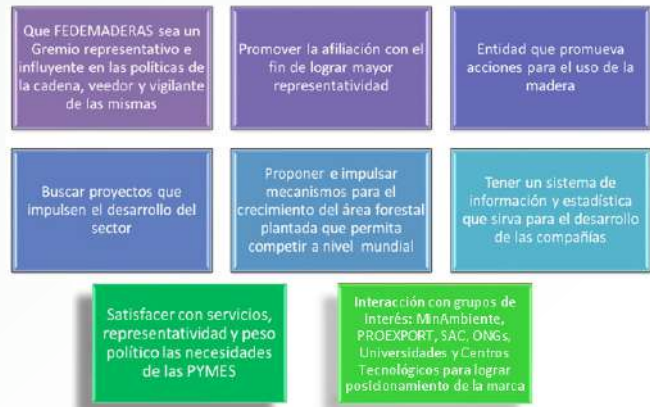 Que FEDEMADERAS sea un
Gremio representativo e
influyente en las políticas de
la cadena, veedor y vigilante
de las mismas
Promover la afiliación con el
fin de lograr mayor
representatividad
Entidad que promueva
acciones para el uso de la
madera
Buscar proyectos que
impulsen el desarrollo del
sector
Proponer e impulsar
mecanismos para el
crecimiento del área forestal
plantada que permita
competir a nivel mundial
Tener un sistema de
información y estadística
que sirva para el desarrollo
de las compañías
Satisfacer con servicios,
representatividad y peso
político las necesidades
de las PYMES
Interacción con grupos de
interés: MinAmbiente,
PROEXPORT, SAC, ONGs,
Universidades y Centros
Tecnológicos para lograr
posicionamiento de la marca